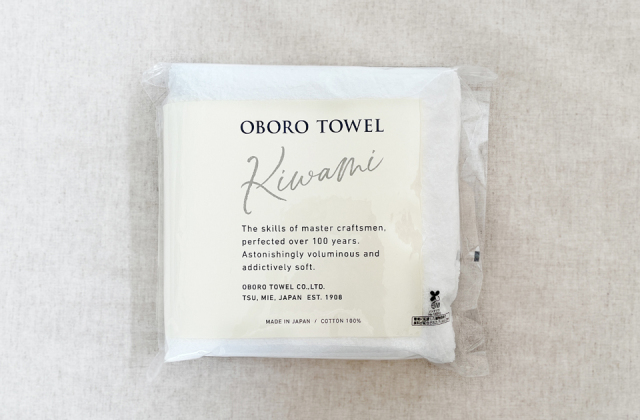 OBORO TOWEL
Kiwami
The skills of master craftsmen,
perfected over 100 years.
Astonishingly voluminous and
addictively soft.
OBORO TOWEL CO.,LTD.
TSU, MIE, JAPAN EST. 1908
MADE IN JAPAN / COTTON 100%